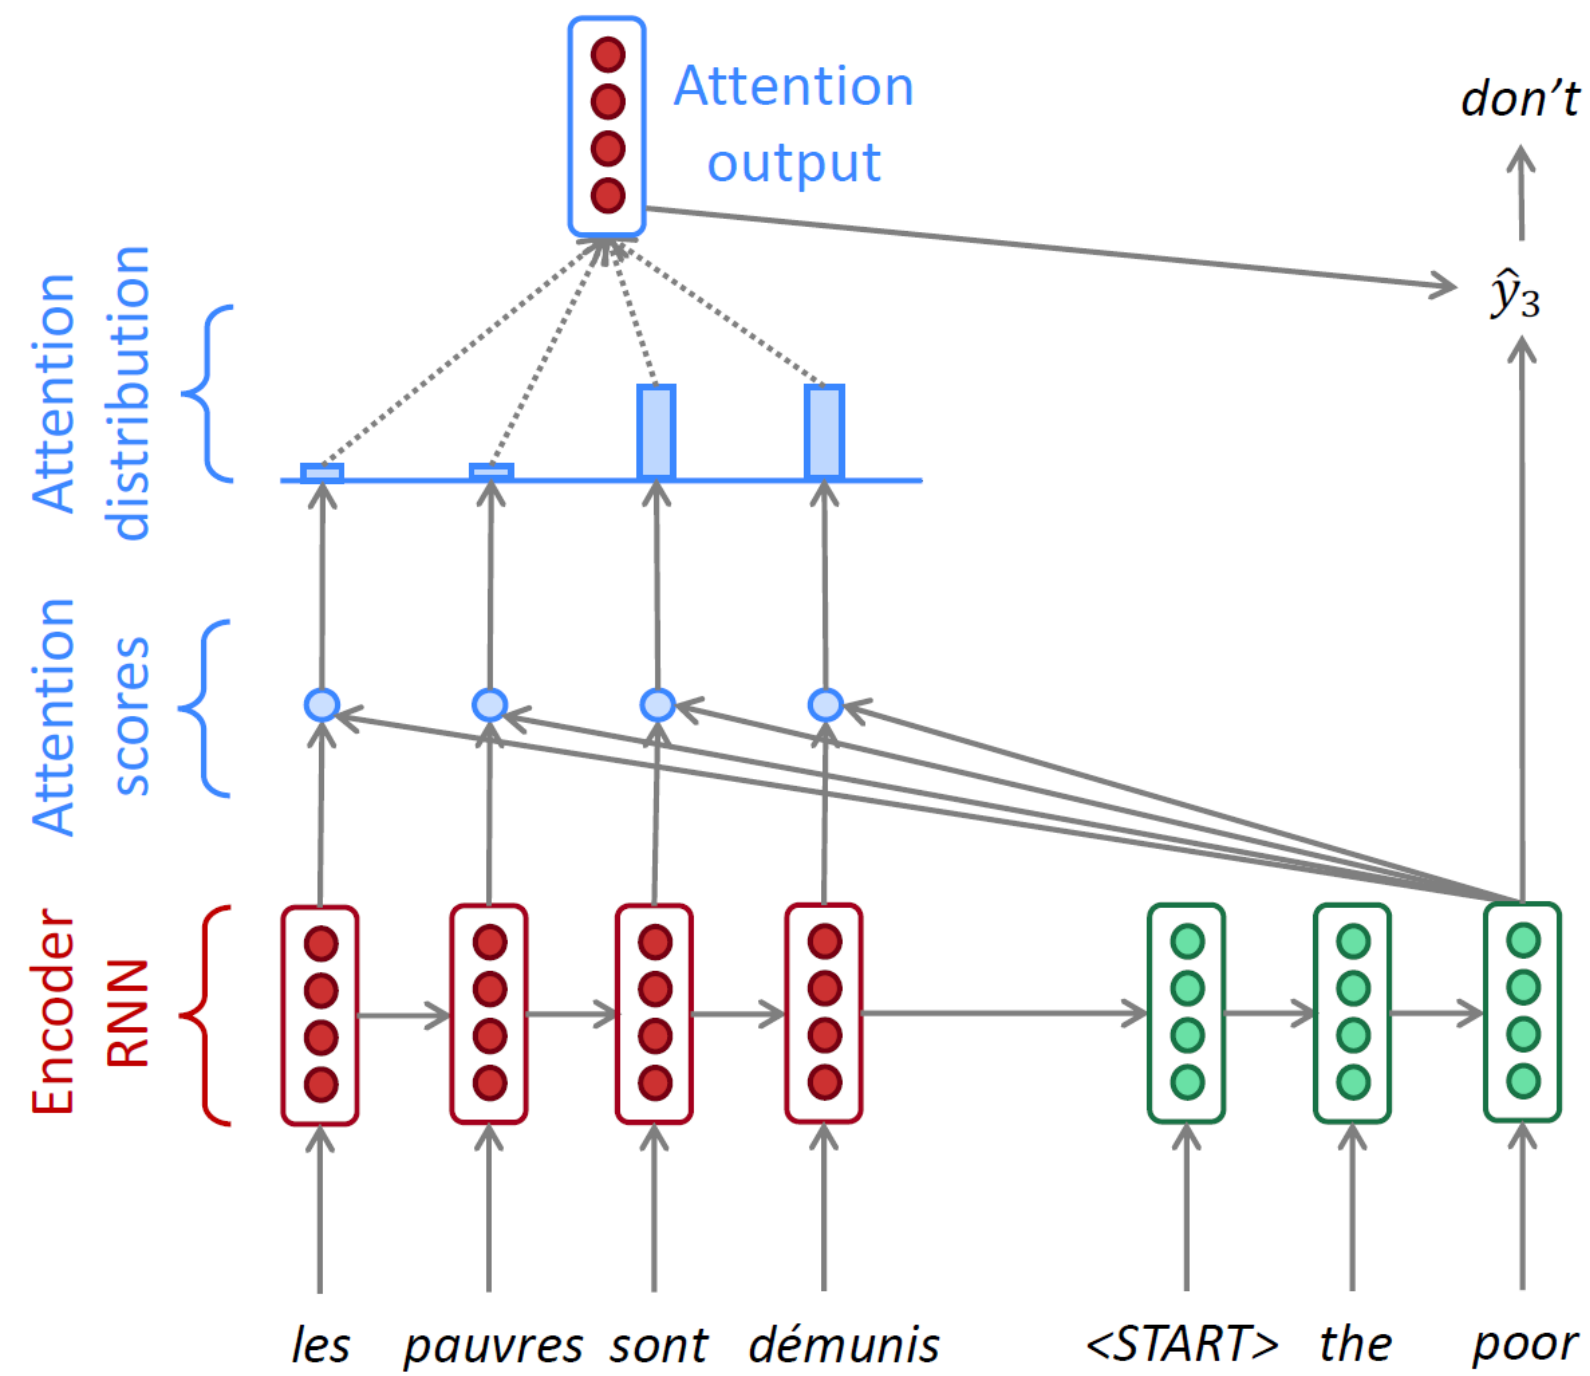 Attention
output
don't
ŷ₃
Attention
distribution
Attention
scores
Encoder
RNN
les pauvres sont démunis <START> the poor